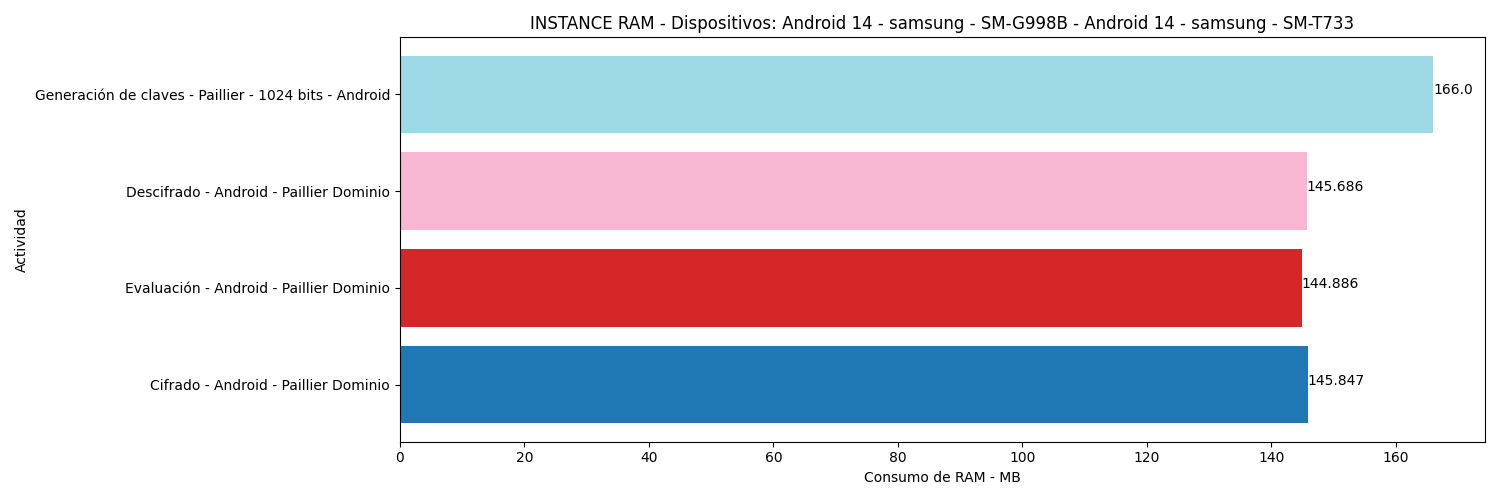 INSTANCE RAM - Dispositivos: Android 14 - samsung - SM-G998B - Android 14 - samsung - SM-T733
Actividad
Generación de claves - Paillier - 1024 bits - Android
166.0
Descifrado - Android - Paillier Dominio
145.686
Evaluación - Android - Paillier Dominio
144.886
Cifrado - Android - Paillier Dominio
145.847
0 20 40 60 80 100 120 140 160
Consumo de RAM - MB